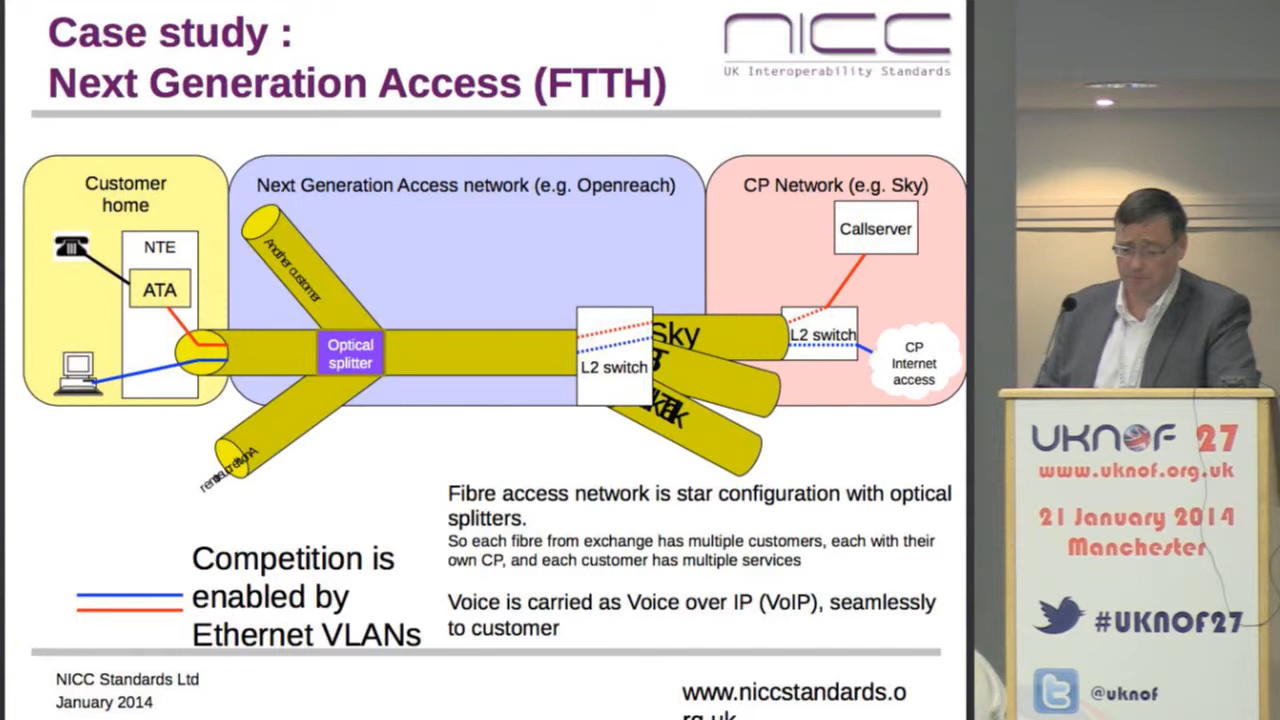 Case study :
Next Generation Access (FTTH)
NICC
UK Interoperability Standards
Customer
home
NTE
ATA
Next Generation Access network (e.g. Openreach)
Another customer
Optical
splitter
L2 switch
Sky
CP Network (e.g. Sky)
Callserver
L2 switch
CP
Internet
access
Fibre access network is star configuration with optical
splitters.
So each fibre from exchange has multiple customers, each with their
own CP, and each customer has multiple services
Voice is carried as Voice over IP (VoIP), seamlessly
to customer
Competition is
enabled by
Ethernet VLANs
NICC Standards Ltd
January 2014
www.niccstandards.o
rg.uk
UKNOF 27
www.uknof.org.uk
21 January 2014
Manchester
#UKNOF27
@uknof